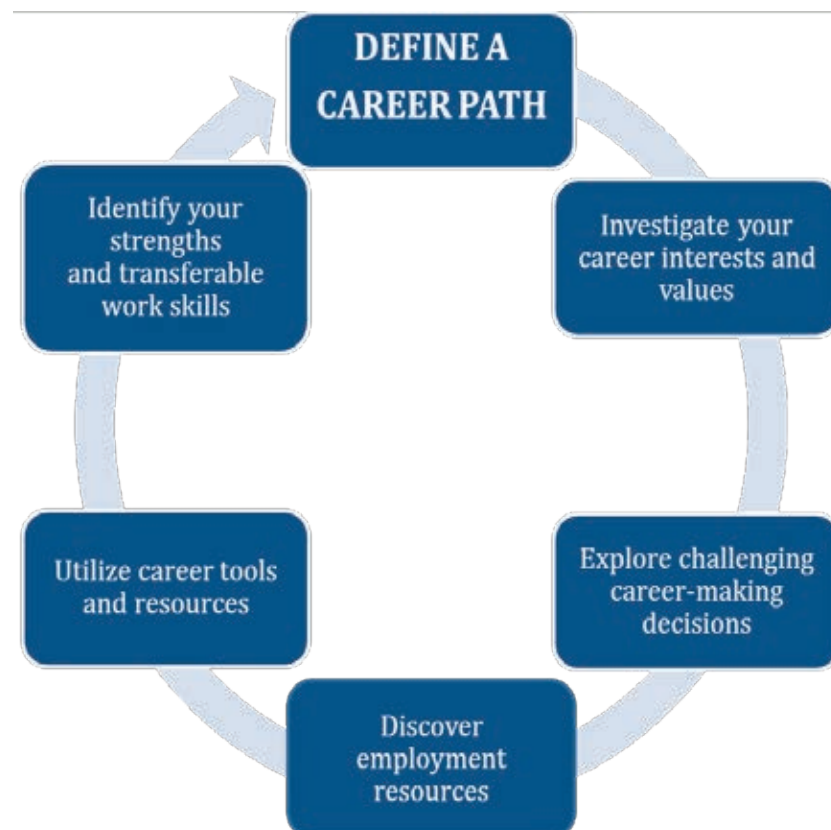 DEFINE A
CAREER PATH
Investigate your
career interests and
values
Explore challenging
career-making
decisions
Discover
employment
resources
Utilize career tools
and resources
Identify your
strengths
and transferable
work skills